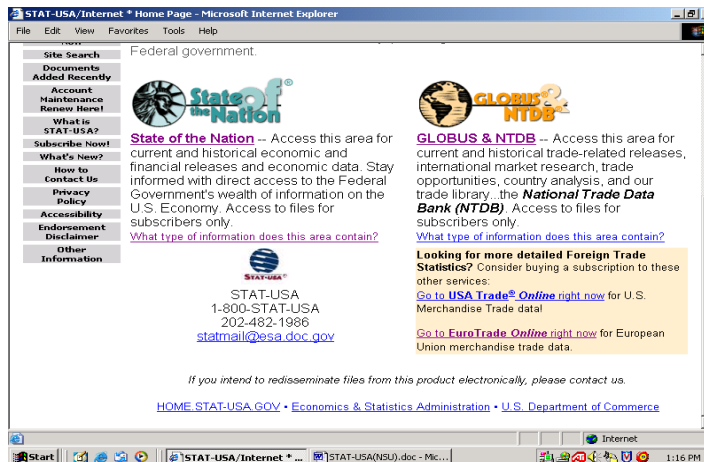 STAT-USA/Internet * Home Page - Microsoft Internet Explorer
File Edit View Favorites Tools Help
Federal government.
Site Search
Documents
Added Recently
Account
Maintenance
Renew Here!
What is
STAT-USA?
Subscribe Now!
What's New?
How to
Contact Us
Privacy
Policy
Accessibility
Endorsement
Disclaimer
Other
Information
State of
the Nation®
State of the Nation -- Access this area for
current and historical economic and
financial releases and economic data. Stay
informed with direct access to the Federal
Government's wealth of information on the
U.S. Economy. Access to files for
subscribers only.
What type of information does this area contain?
STAT-USA®
STAT-USA
1-800-STAT-USA
202-482-1986
statmail@esa.doc.gov
GLOBUS &
NTDB
GLOBUS & NTDB -- Access this area for
current and historical trade-related releases,
international market research, trade
opportunities, country analysis, and our
trade library...the National Trade Data
Bank (NTDB). Access to files for
subscribers only.
What type of information does this area contain?
Looking for more detailed Foreign Trade
Statistics? Consider buying a subscription to these
other services:
Go to USA Trade® Online right now for U.S.
Merchandise Trade data!
Go to EuroTrade Online right now for European
Union merchandise trade data.
If you intend to redisseminate files from this product electronically, please contact us.
HOME.STAT-USA.GOV • Economics & Statistics Administration • U.S. Department of Commerce
Internet
Start STAT-USA/Internet * ... STAT-USA(NSU).doc - Mic... 1:16 PM